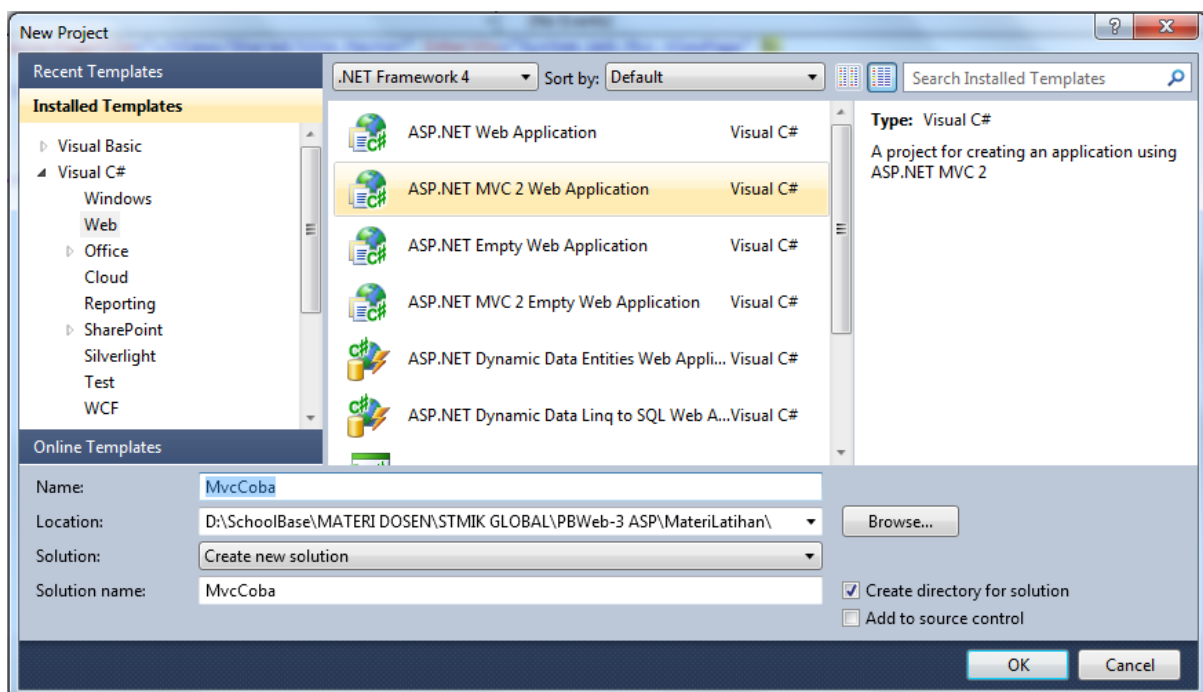 New Project
Recent Templates
Installed Templates
Visual Basic
Visual C#
Windows
Web
Office
Cloud
Reporting
SharePoint
Silverlight
Test
WCF
Online Templates
.NET Framework 4 Sort by: Default Search Installed Templates
ASP.NET Web Application Visual C#
ASP.NET MVC 2 Web Application Visual C#
ASP.NET Empty Web Application Visual C#
ASP.NET MVC 2 Empty Web Application Visual C#
ASP.NET Dynamic Data Entities Web Appli... Visual C#
ASP.NET Dynamic Data Linq to SQL Web A...Visual C#
Type: Visual C#
A project for creating an application using
ASP.NET MVC 2
Name: MvcCoba
Location: D:\SchoolBase\MATERI DOSEN\STMIK GLOBAL\PBWeb-3 ASP\MateriLatihan\ Browse...
Solution: Create new solution
Solution name: MvcCoba
Create directory for solution
Add to source control
OK Cancel